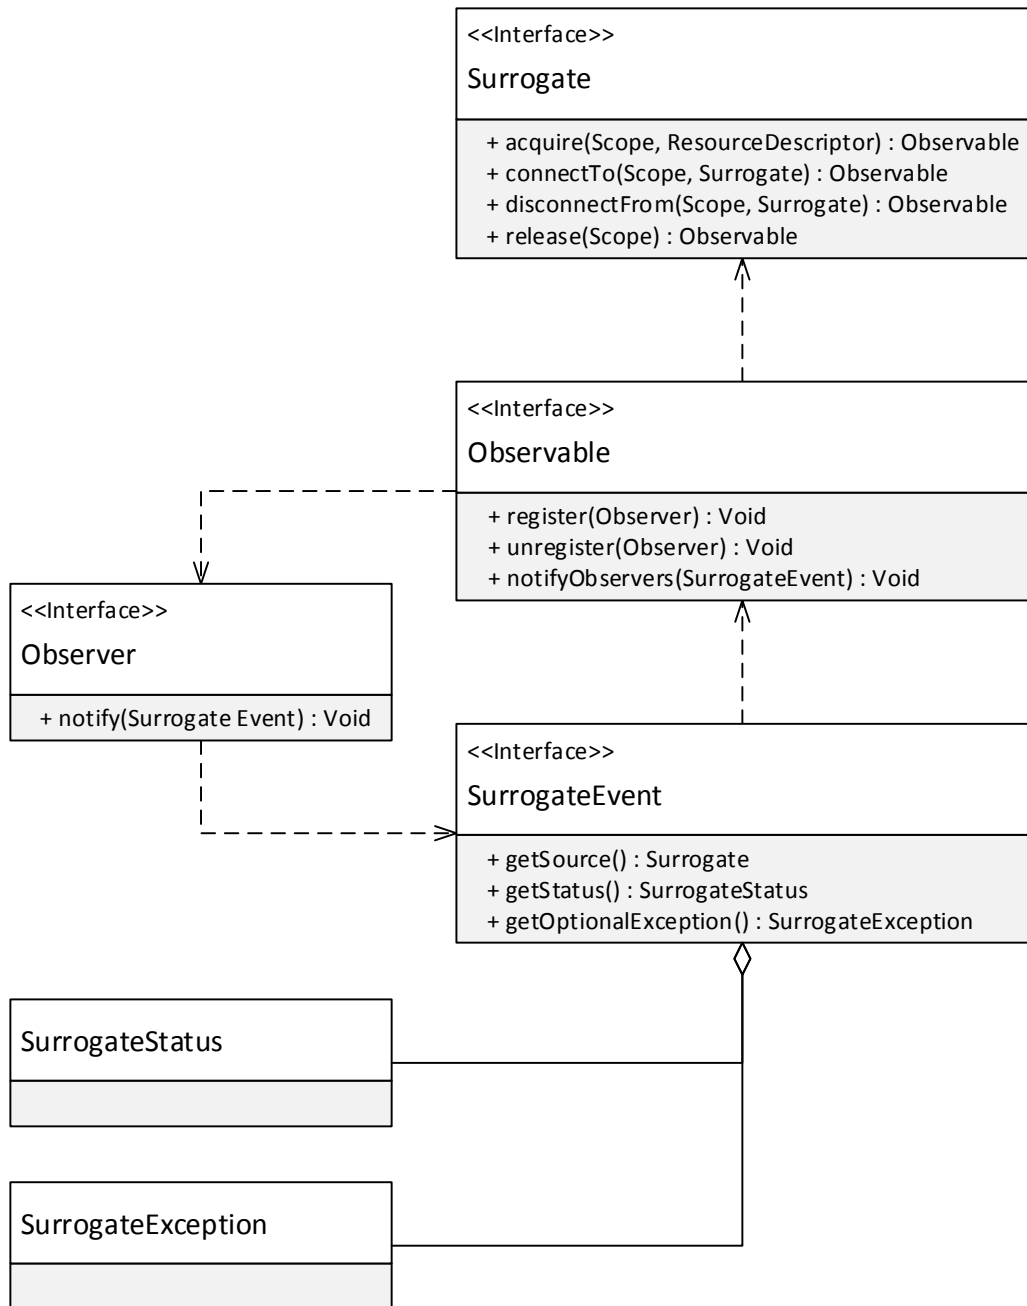 <<Interface>>
Surrogate
+ acquire(Scope, ResourceDescriptor) : Observable
+ connectTo(Scope, Surrogate) : Observable
+ disconnectFrom(Scope, Surrogate) : Observable
+ release(Scope) : Observable
<<Interface>>
Observable
+ register(Observer) : Void
+ unregister(Observer) : Void
+ notifyObservers(SurrogateEvent) : Void
<<Interface>>
Observer
+ notify(Surrogate Event) : Void
<<Interface>>
SurrogateEvent
+ getSource() : Surrogate
+ getStatus() : SurrogateStatus
+ getOptionalException() : SurrogateException
SurrogateStatus
SurrogateException